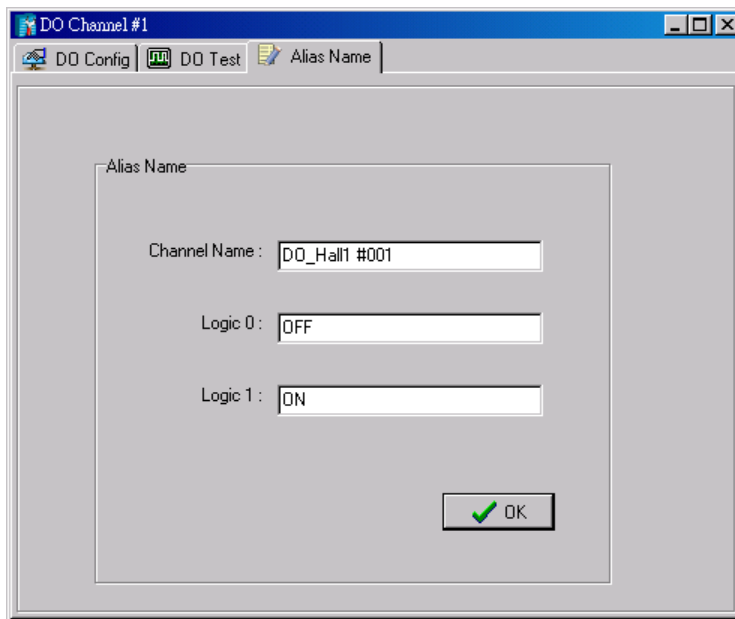 DO Channel #1
DO Config DO Test Alias Name
Alias Name
Channel Name : DO_Hall1 #001
Logic 0 : OFF
Logic 1 : ON
OK